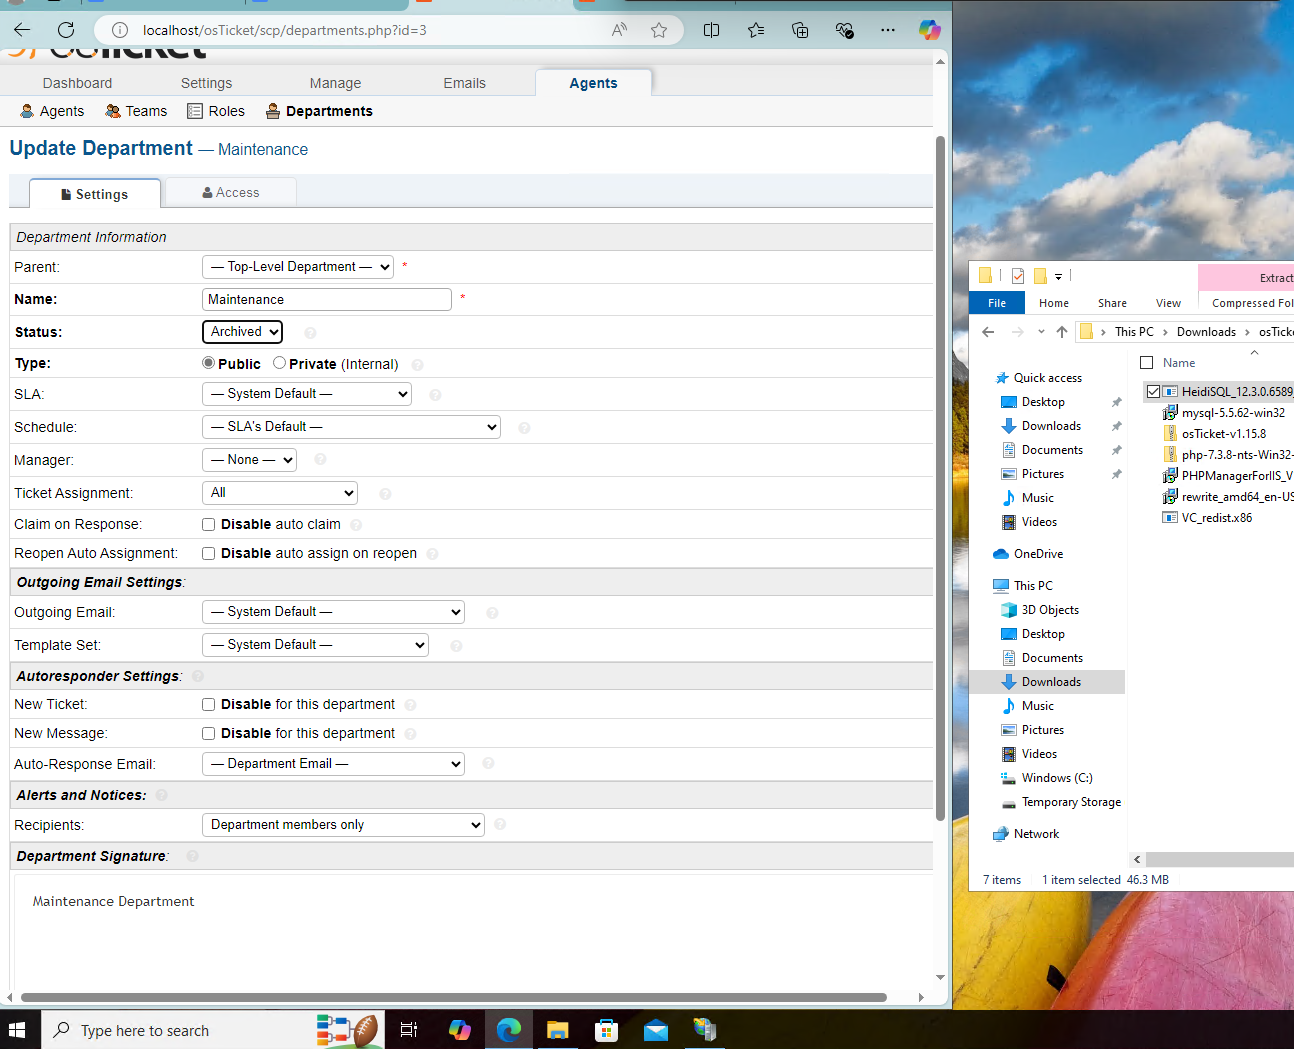 localhost/osTicket/scp/departments.php?id=3
Dashboard
Settings
Manage
Emails
Agents
Agents
Teams
Roles
Departments
Update Department — Maintenance
Settings
Access
Department Information
Parent:
— Top-Level Department — *
Name:
Maintenance *
Status:
Archived
Type:
Public Private (Internal)
SLA:
— System Default —
Schedule:
— SLA's Default —
Manager:
— None —
Ticket Assignment:
All
Claim on Response:
Disable auto claim
Reopen Auto Assignment:
Disable auto assign on reopen
Outgoing Email Settings:
Outgoing Email:
— System Default —
Template Set:
— System Default —
Autoresponder Settings:
New Ticket:
Disable for this department
New Message:
Disable for this department
Auto-Response Email:
— Department Email —
Alerts and Notices:
Recipients:
Department members only
Department Signature:
Maintenance Department
Extract
File
Home
Share
View
Compressed Fol
This PC > Downloads > osTicke
Name
Quick access
Desktop
Downloads
Documents
Pictures
Music
Videos
OneDrive
This PC
3D Objects
Desktop
Documents
Downloads
Music
Pictures
Videos
Windows (C:)
Temporary Storage
Network
HeidiSQL_12.3.0.6589_
mysql-5.5.62-win32
osTicket-v1.15.8
php-7.3.8-nts-Win32-
PHPManagerForIIS_V
rewrite_amd64_en-US
VC_redist.x86
7 items
1 item selected 46.3 MB
Type here to search